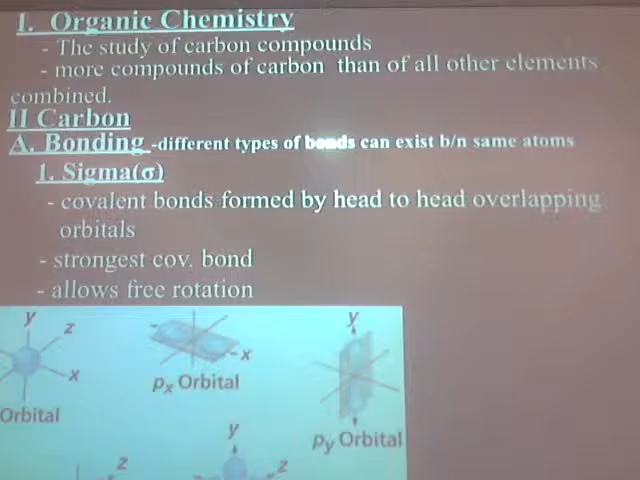 I. Organic Chemistry
- The study of carbon compounds
- more compounds of carbon than of all other elements
combined.
II Carbon
A. Bonding -different types of bonds can exist b/n same atoms
1. Sigma(σ)
- covalent bonds formed by head to head overlapping
orbitals
- strongest cov. bond
- allows free rotation
y
z
x
Orbital
x
px Orbital
y
py Orbital
z
y
z